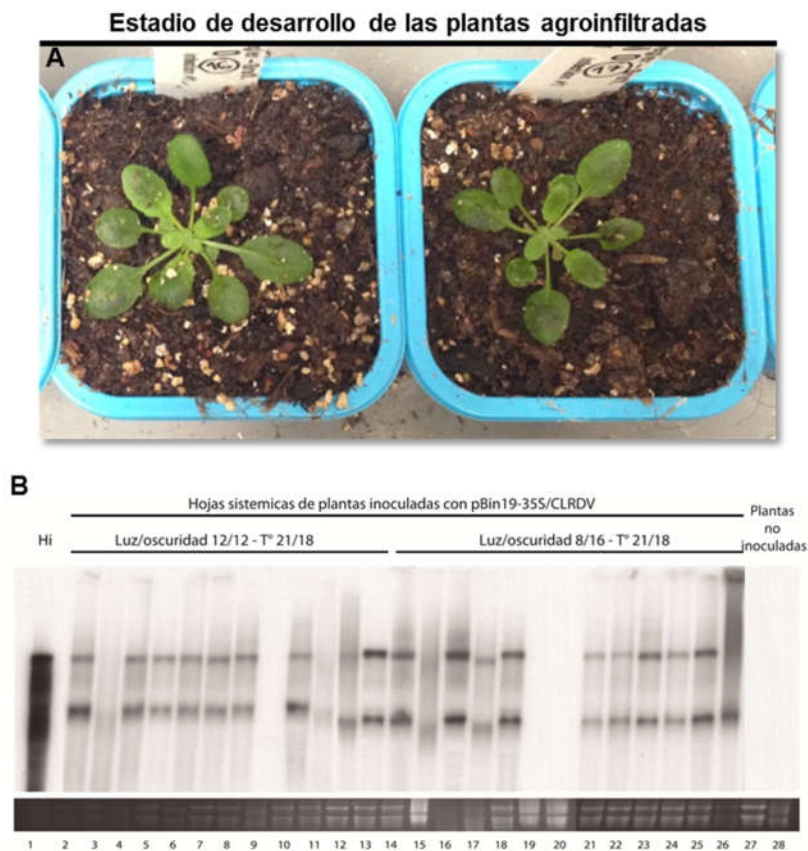 Estadio de desarrollo de las plantas agroinfiltradas
A
B
Hojas sistemicas de plantas inoculadas con pBin19-35S/CLRDV
Plantas
no
inoculadas
Hi
Luz/oscuridad 12/12 - T° 21/18
Luz/oscuridad 8/16 - T° 21/18
1 2 3 4 5 6 7 8 9 10 11 12 13 14 15 16 17 18 19 20 21 22 23 24 25 26 27 28